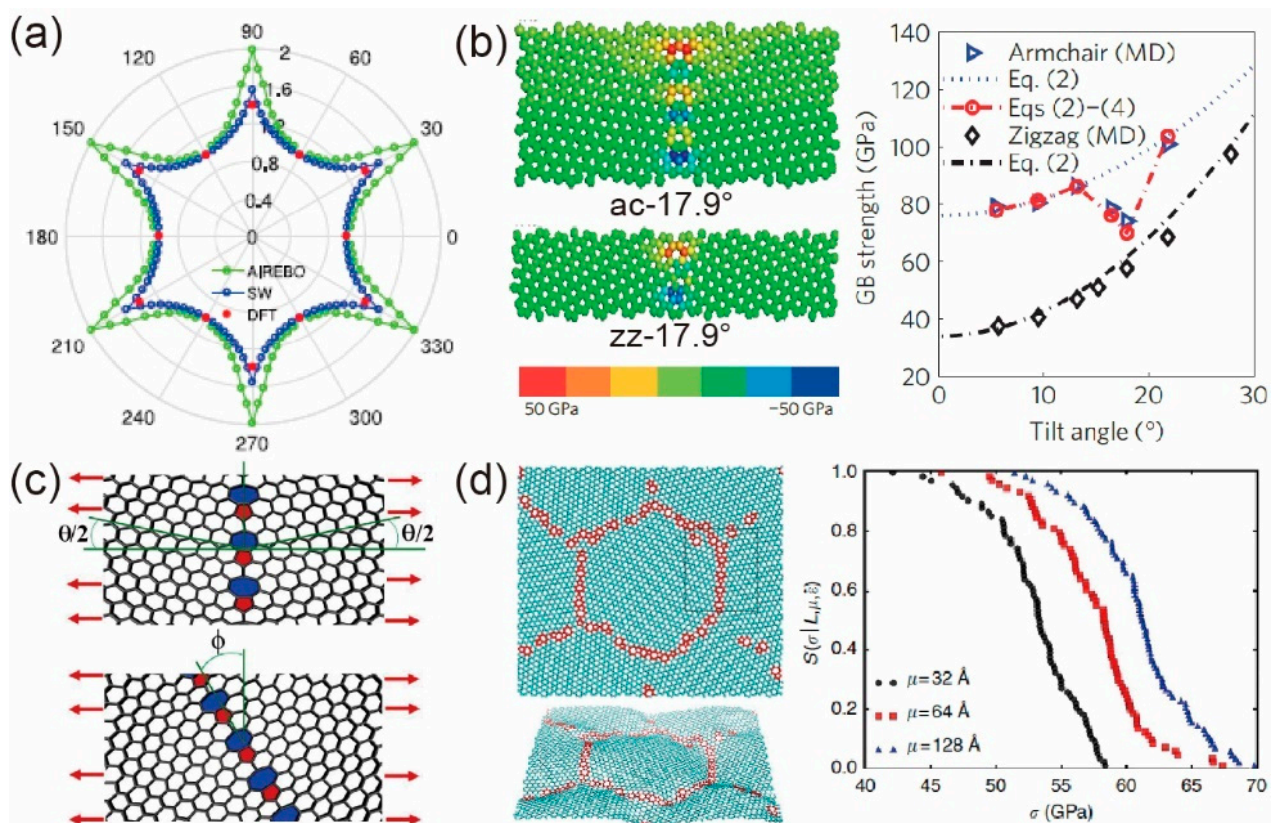 (a)
90
120
60
2
1.6
1.2
150
30
0.8
0.4
180
0
0
AIREBO
SW
DFT
210
330
240
300
270
(b)
ac-17.9°
zz-17.9°
50 GPa
−50 GPa
140
120
100
80
60
40
20
GB strength (GPa)
Armchair (MD)
Eq. (2)
Eqs (2)−(4)
Zigzag (MD)
Eq. (2)
0
10
20
30
Tilt angle (°)
(c)
θ/2
θ/2
ϕ
(d)
1.0
0.8
0.6
0.4
0.2
0.0
S(σ | L,μ,ε̇)
μ=32 Å
μ=64 Å
μ=128 Å
40
45
50
55
60
65
70
σ (GPa)